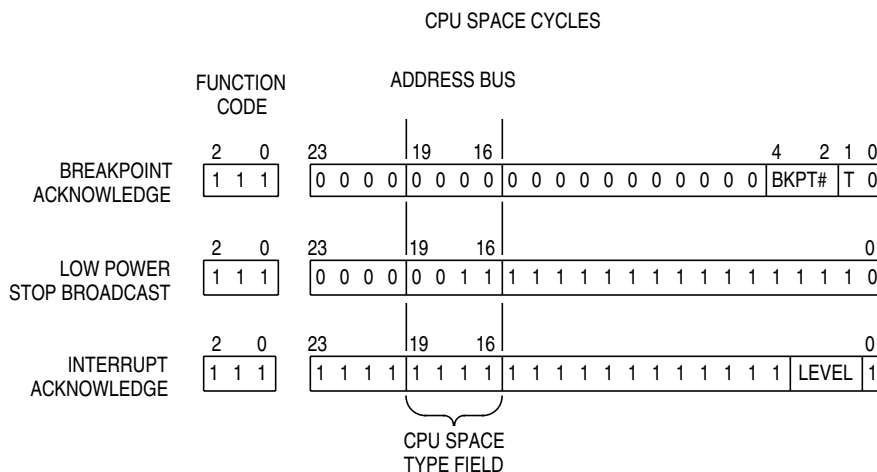 CPU SPACE CYCLES
FUNCTION
CODE
ADDRESS BUS
2 0 23 19 16 4 2 1 0
BREAKPOINT
ACKNOWLEDGE
1 1 1 0 0 0 0 0 0 0 0 0 0 0 0 0 0 0 0 0 0 0 BKPT# T 0
2 0 23 19 16 0
LOW POWER
STOP BROADCAST
1 1 1 0 0 0 0 0 0 1 1 1 1 1 1 1 1 1 1 1 1 1 1 1 1 1 0
2 0 23 19 16 0
INTERRUPT
ACKNOWLEDGE
1 1 1 1 1 1 1 1 1 1 1 1 1 1 1 1 1 1 1 1 1 1 1 LEVEL 1
CPU SPACE
TYPE FIELD